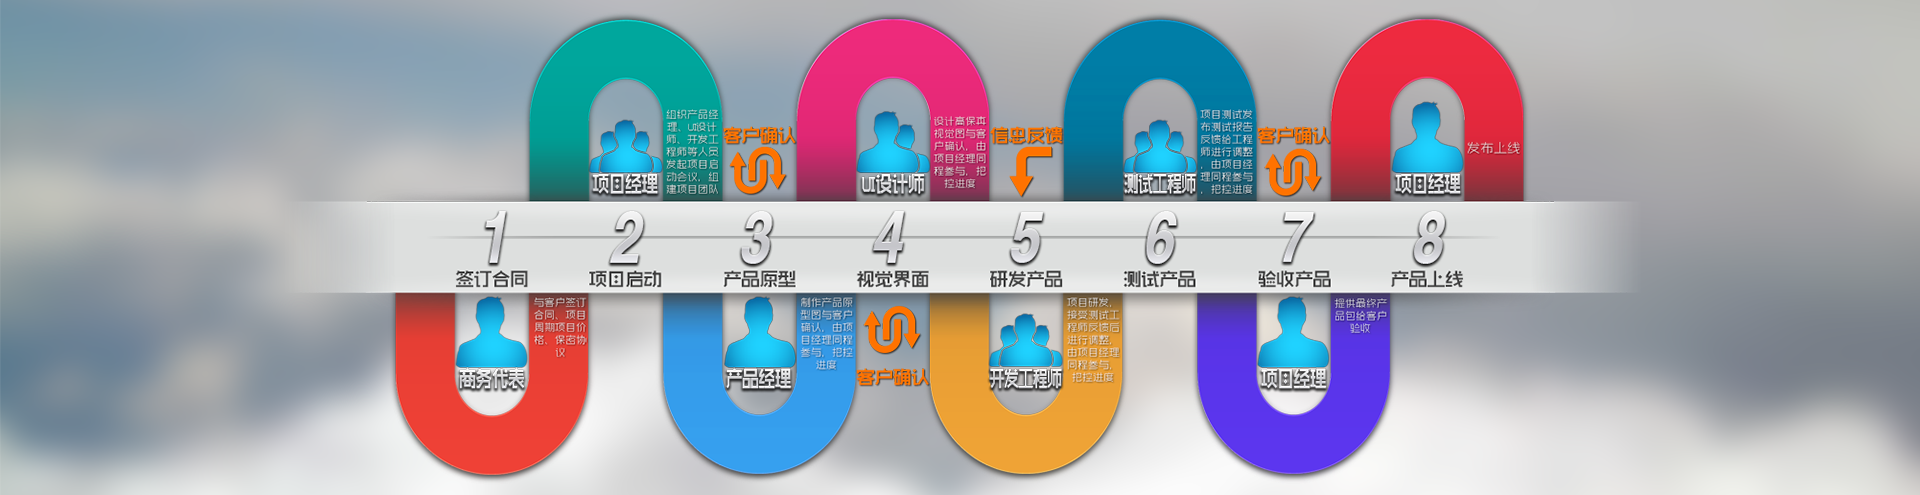 组织产品经
理、UI设计
师、开发工
程师等人员
发起项目启
动会议，组
建项目团队
项目经理
客户确认
设计高保真
视觉图与客
户确认，由
项目经理同
程参与，把
控进度
UI设计师
信息反馈
项目测试发
布测试报告
反馈给工程
师进行调整
，由项目经
理同程参与
，把控进度
测试工程师
客户确认
发布上线
项目经理
1 2 3 4 5 6 7 8
签订合同 项目启动 产品原型 视觉界面 研发产品 测试产品 验收产品 产品上线
与客户签订
合同、项目
周期项目价
格、保密协
议
商务代表
制作产品原
型图与客户
确认，由项
目经理同程
参与，把控
进度
产品经理
客户确认
项目研发，
接受测试工
程师反馈后
进行调整，
由项目经理
同程参与，
把控进度
开发工程师
提供最终产
品包给客户
验收
项目经理